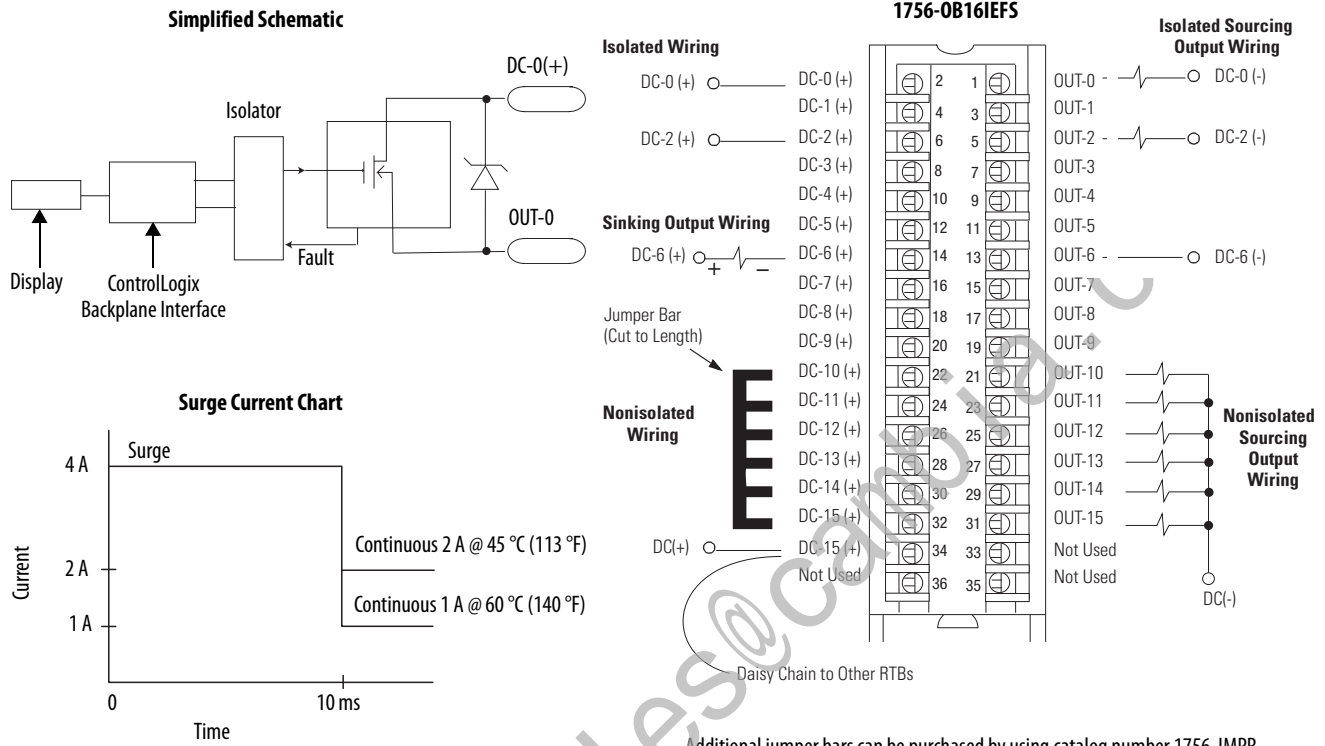 Simplified Schematic
DC-0(+)
Isolator
OUT-0
Fault
Display
ControlLogix
Backplane Interface
Surge Current Chart
Surge
4 A
2 A
1 A
Current
Continuous 2 A @ 45 °C (113 °F)
Continuous 1 A @ 60 °C (140 °F)
0
10 ms
Time
1756-OB16IEFS
Isolated Wiring
Isolated Sourcing
Output Wiring
DC-0 (+) DC-0 (+) 2 1 OUT-0 DC-0 (-)
DC-1 (+) 4 3 OUT-1
DC-2 (+) DC-2 (+) 6 5 OUT-2 DC-2 (-)
DC-3 (+) 8 7 OUT-3
DC-4 (+) 10 9 OUT-4
Sinking Output Wiring
DC-5 (+) 12 11 OUT-5
DC-6 (+) + – DC-6 (+) 14 13 OUT-6 DC-6 (-)
DC-7 (+) 16 15 OUT-7
Jumper Bar
(Cut to Length)
DC-8 (+) 18 17 OUT-8
DC-9 (+) 20 19 OUT-9
DC-10 (+) 22 21 OUT-10
DC-11 (+) 24 23 OUT-11
Nonisolated
Wiring
DC-12 (+) 26 25 OUT-12
DC-13 (+) 28 27 OUT-13
DC-14 (+) 30 29 OUT-14
DC-15 (+) 32 31 OUT-15
Nonisolated
Sourcing
Output
Wiring
DC(+) DC-15 (+) 34 33 Not Used
Not Used 36 35 Not Used
DC(-)
Daisy Chain to Other RTBs
Additional jumper bars can be purchased by using catalog number 1756-JMPR.
les@cambia.c